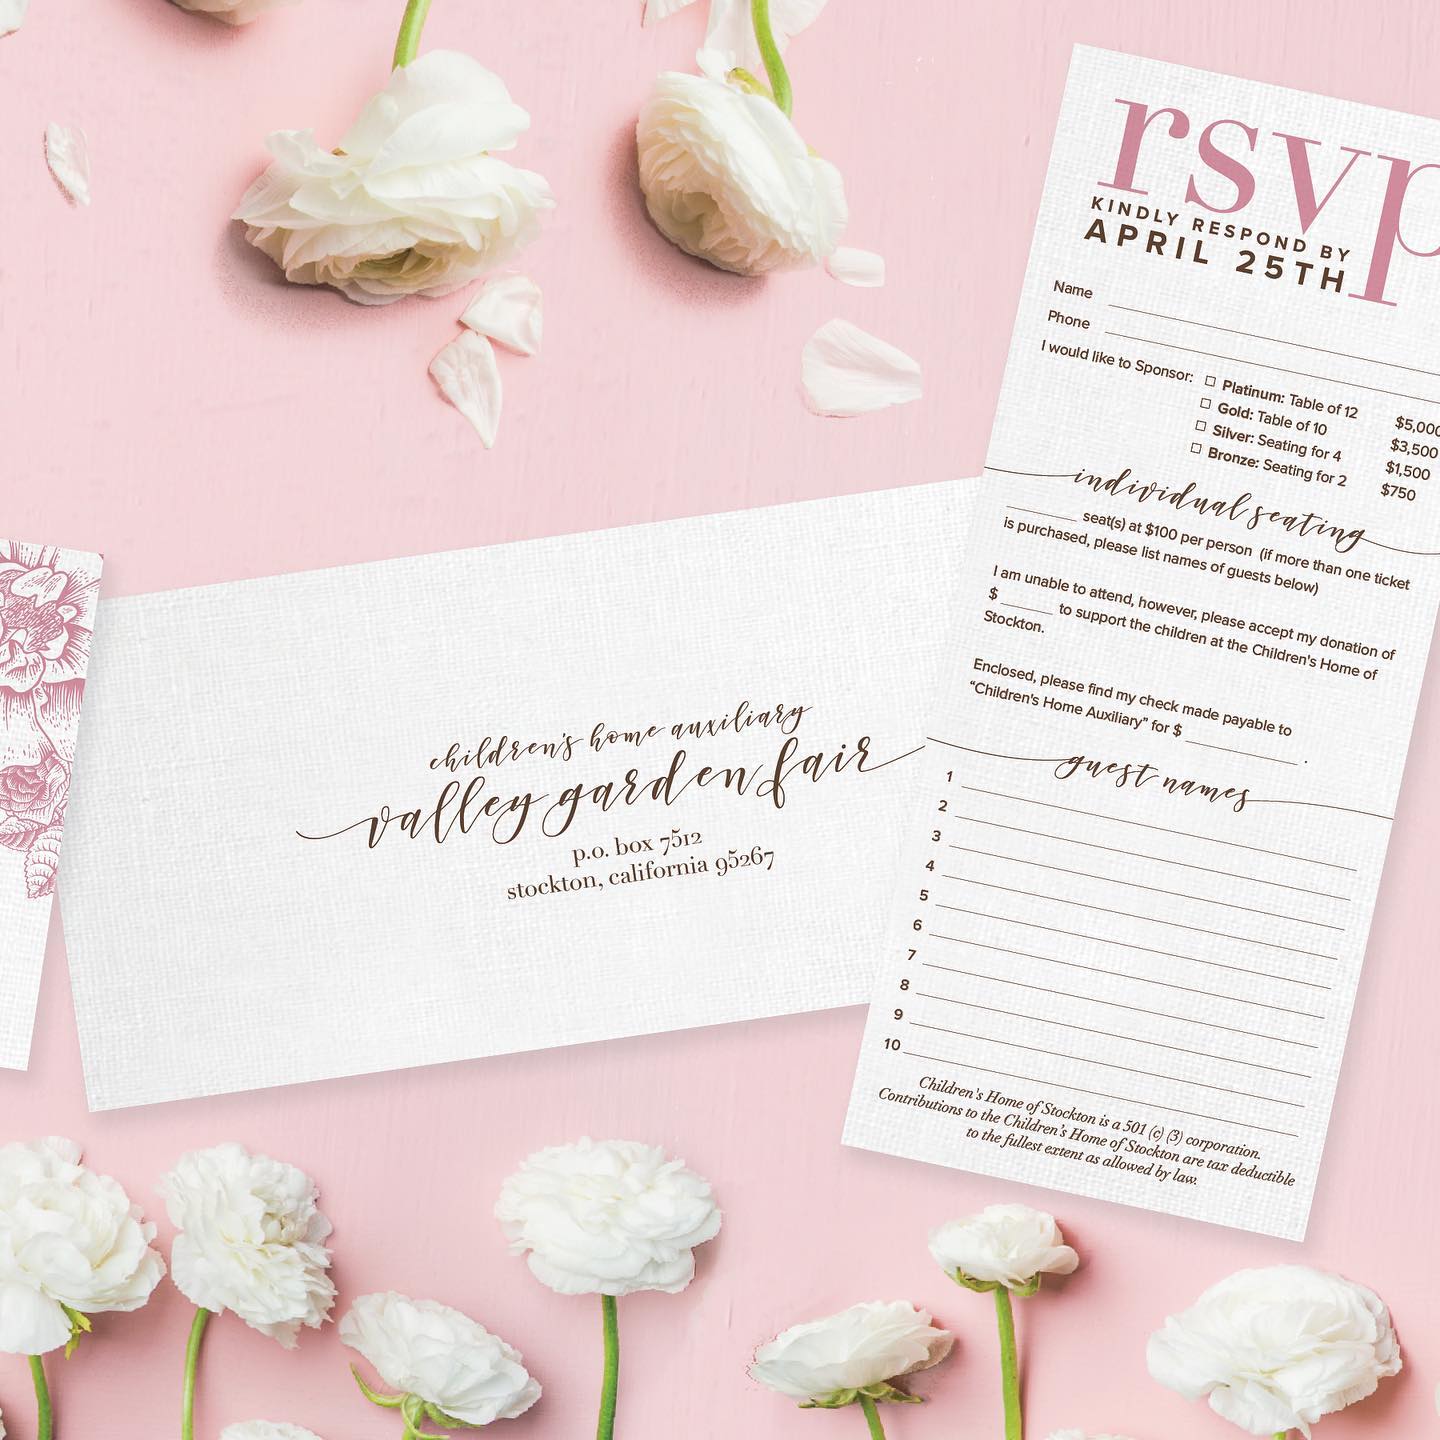 children's home auxiliary
valley garden fair
p.o. box 7512
stockton, california 95267
rsvp
KINDLY RESPOND BY
APRIL 25TH
Name
Phone
I would like to Sponsor:
Platinum: Table of 12 $5,000
Gold: Table of 10 $3,500
Silver: Seating for 4 $1,500
Bronze: Seating for 2 $750
individual seating
seat(s) at $100 per person (if more than one ticket
is purchased, please list names of guests below)
I am unable to attend, however, please accept my donation of
$ ______ to support the children at the Children's Home of
Stockton.
Enclosed, please find my check made payable to
“Children's Home Auxiliary” for $ ______________ .
guest names
1
2
3
4
5
6
7
8
9
10
Children's Home of Stockton is a 501 (c) (3) corporation.
Contributions to the Children's Home of Stockton are tax deductible
to the fullest extent as allowed by law.